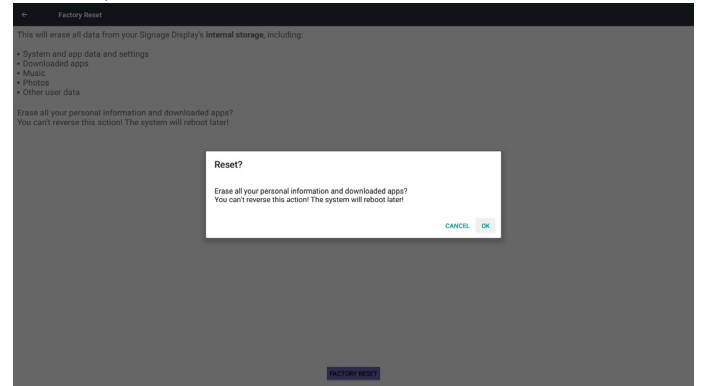 ← Factory Reset
This will erase all data from your Signage Display's internal storage, including:
• System and app data and settings
• Downloaded apps
• Music
• Photos
• Other user data
Erase all your personal information and downloaded apps?
You can't reverse this action! The system will reboot later!
Reset?
Erase all your personal information and downloaded apps?
You can't reverse this action! The system will reboot later!
CANCEL OK
FACTORY RESET